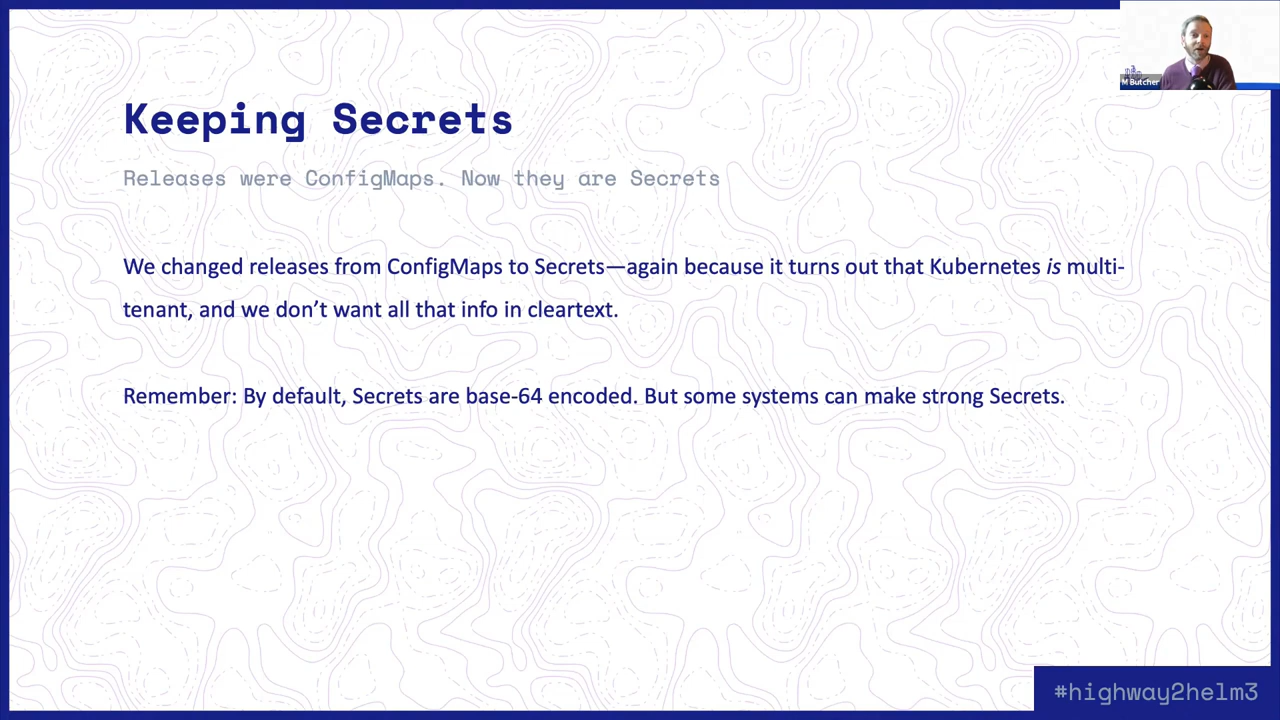 Keeping Secrets
Releases were ConfigMaps. Now they are Secrets
We changed releases from ConfigMaps to Secrets—again because it turns out that Kubernetes is multi-
tenant, and we don’t want all that info in cleartext.
Remember: By default, Secrets are base-64 encoded. But some systems can make strong Secrets.
M Butcher
#highway2helm3